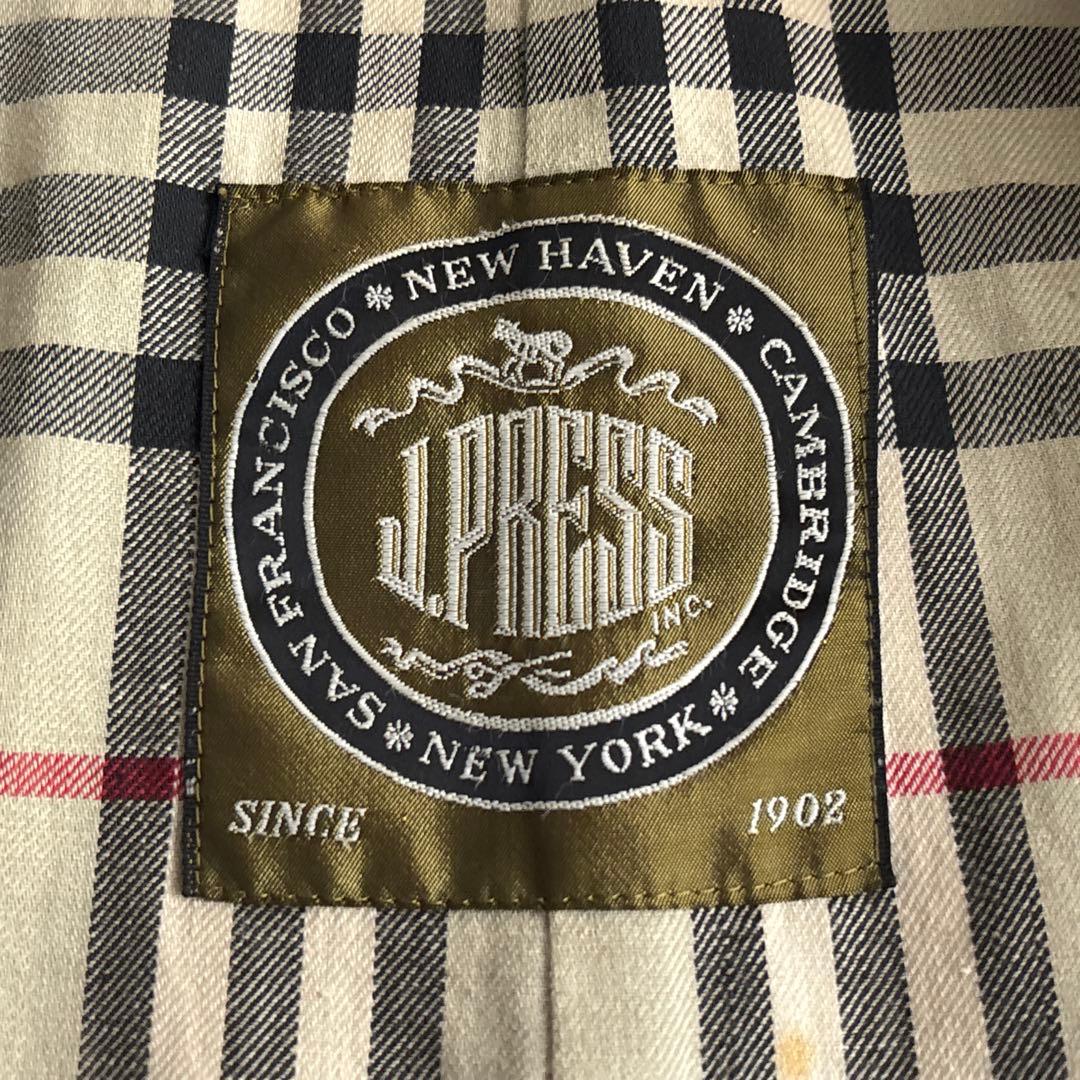 SAN FRANCISCO * NEW HAVEN * CAMBRIDGE * NEW YORK *
J.PRESS
INC.
SINCE 1902